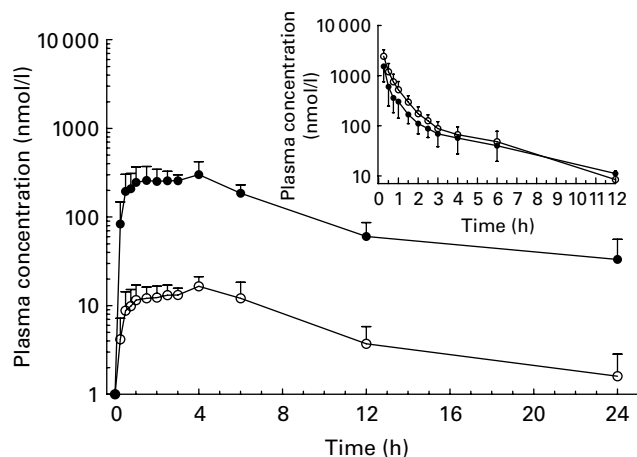 Plasma concentration (nmol/l)
10 000
1000
100
10
1
0 4 8 12 16 20 24
Time (h)
Plasma concentration
(nmol/l)
10 000
1000
100
10
0 1 2 3 4 5 6 7 8 9 10 11 12
Time (h)